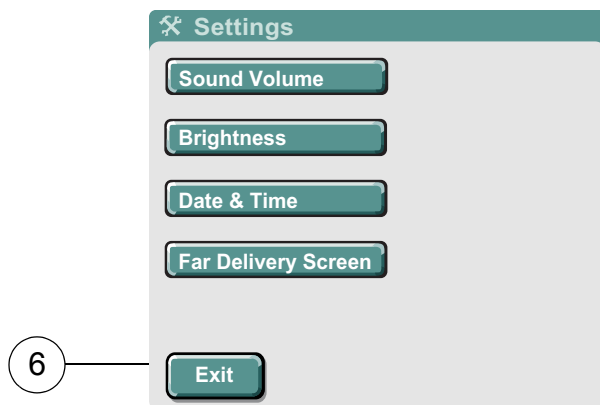 Settings
Sound Volume
Brightness
Date & Time
Far Delivery Screen
6
Exit